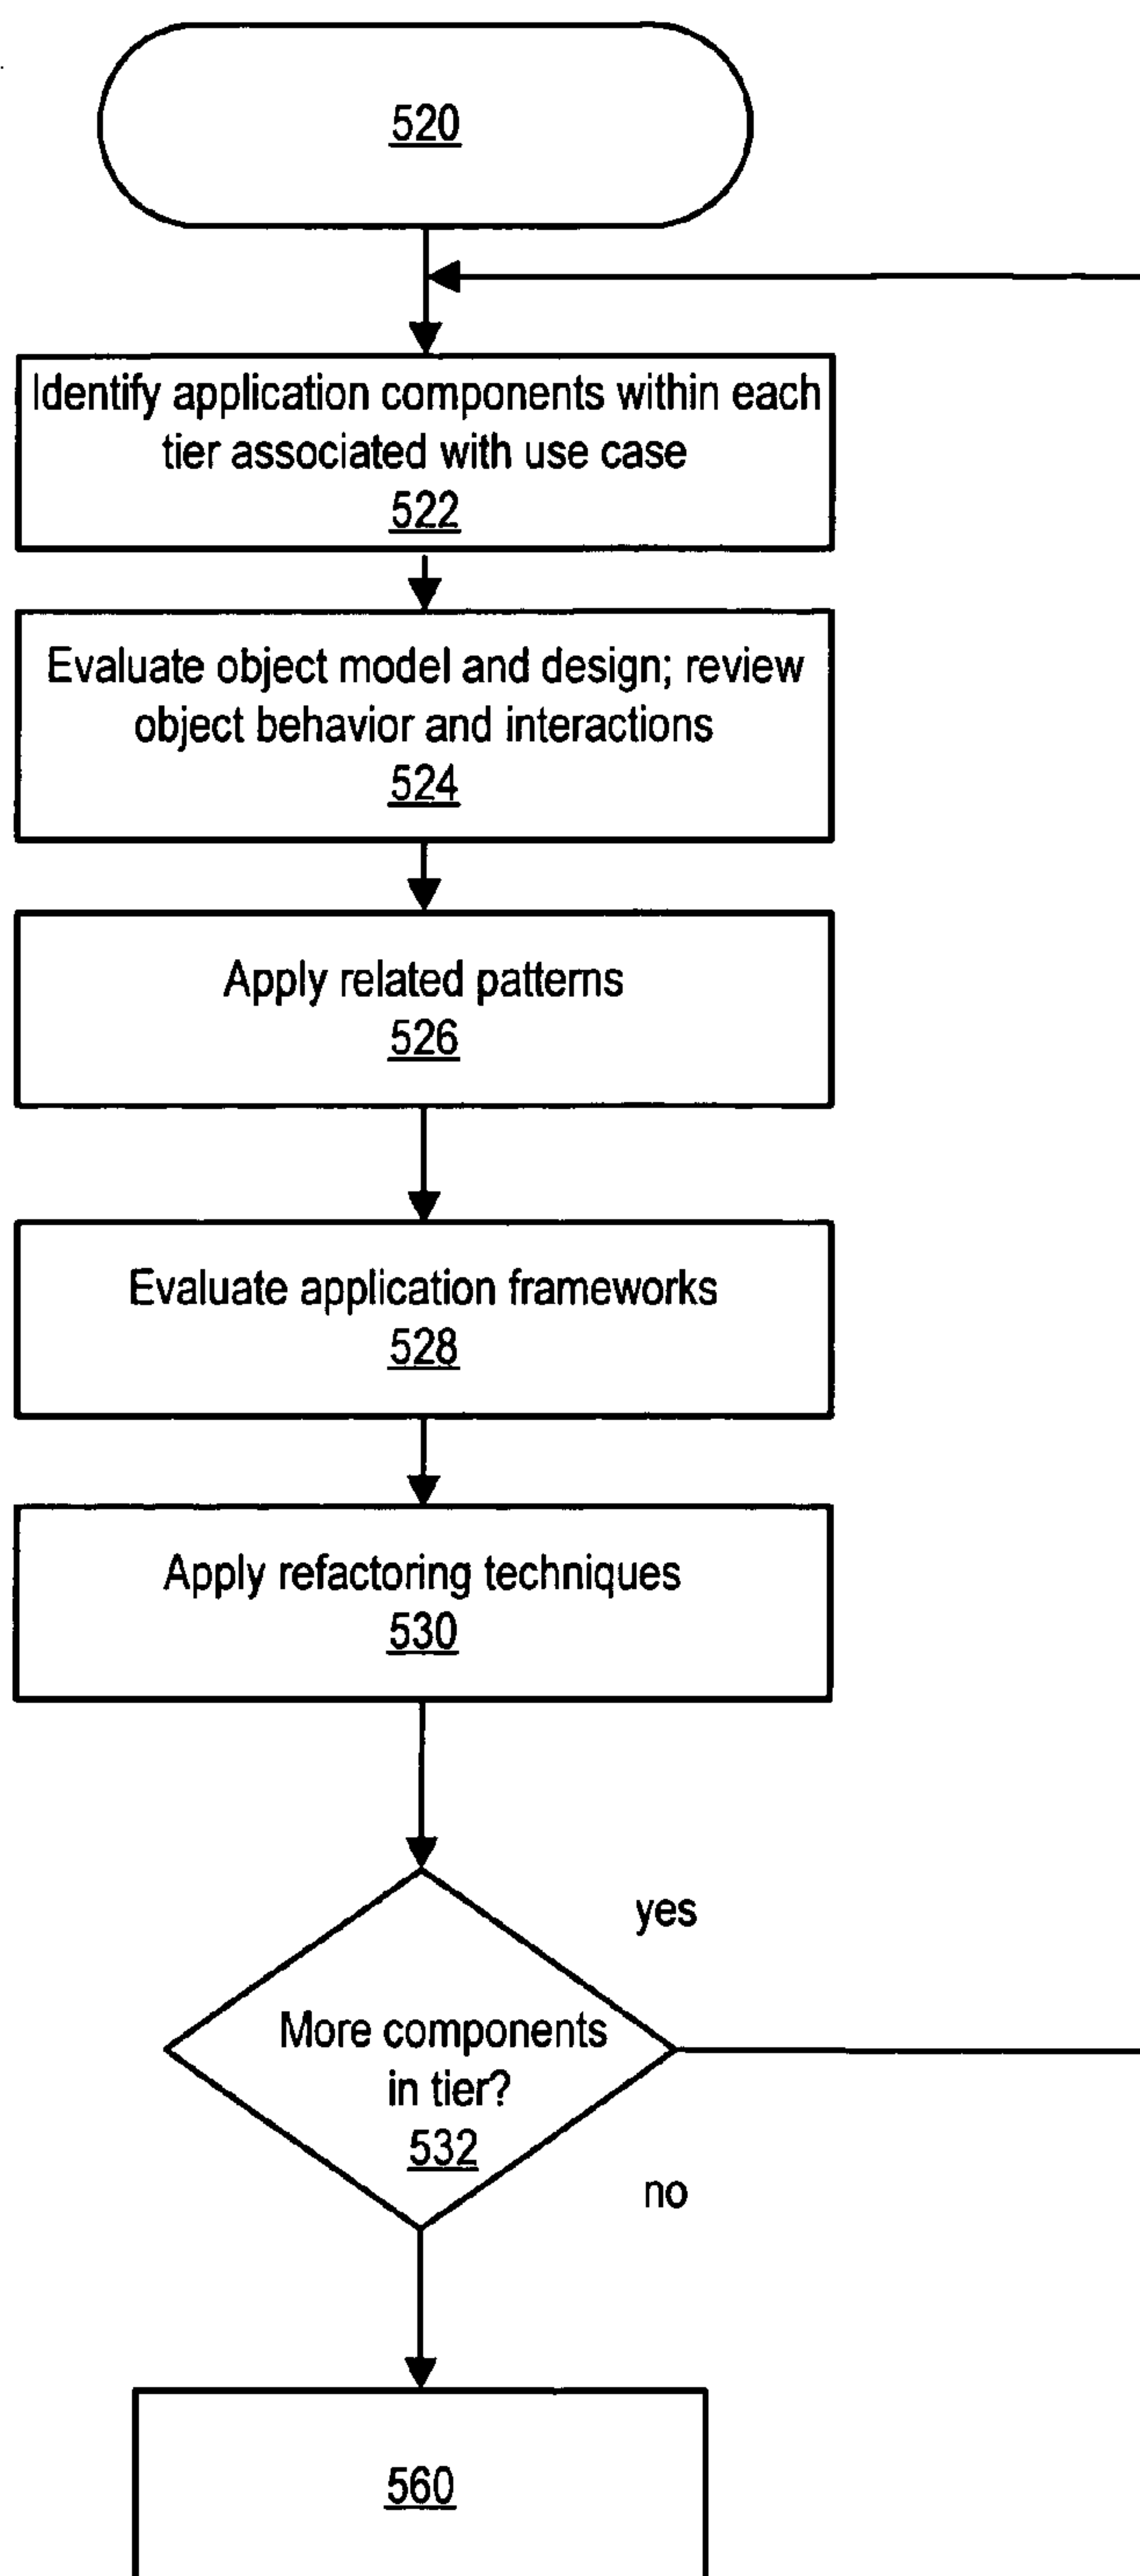 520
Identify application components within each
tier associated with use case
522
Evaluate object model and design; review
object behavior and interactions
524
Apply related patterns
526
Evaluate application frameworks
528
Apply refactoring techniques
530
yes
More components
in tier?
532
no
560